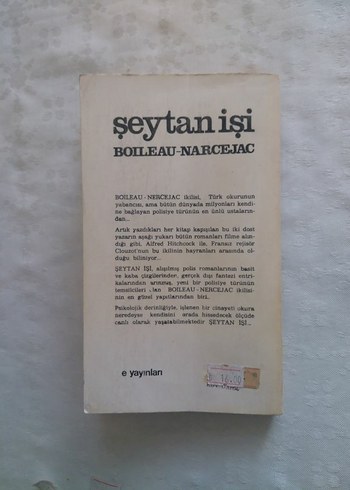 şeytan işi
BOILEAU-NARCEJAC
BOILEAU-NARCEJAC ikilisi, Türk okurunun
yabancısı, ama bütün dünyada milyonları kendi-
ne bağlayan polisiye türünün en ünlü ustaların-
dan...
Artık yazdıkları her kitap kapışılan bu iki dost
yazarın aşağı yukarı bütün romanları filme alın-
dığı gibi, Alfred Hitchcock ile, Fransız rejisör
Clouzot'nun bu ikilinin hayranları arasında ol-
duğu biliniyor...
ŞEYTAN İŞİ, alışılmış polis romanlarının basit
ve kaba çizgilerinden, gerçek dışı fantezi entri-
kalarından arınmış, yeni bir polisiye türünün
temsilcileri olan BOILEAU-NARCEJAC ikilisi-
nin en güzel yapıtlarından biri.
Psikolojik derinliğiyle, işlenen bir cinayeti okura
neredeyse kendisini orada hissedecek ölçüde
canlı olarak yaşatabilmektedir ŞEYTAN İŞİ...
e yayınları